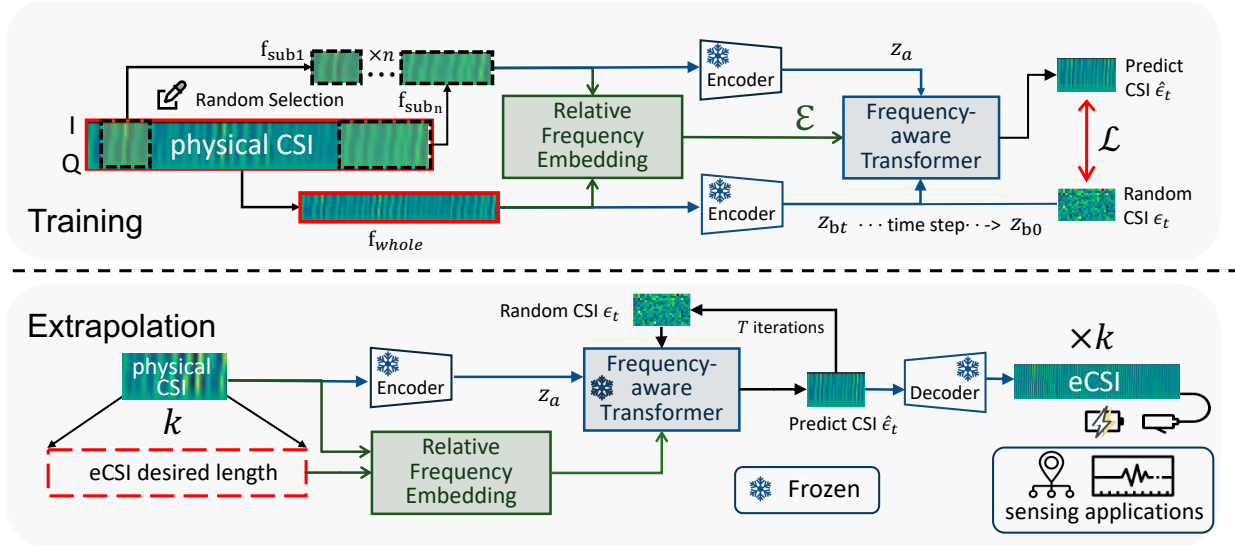 f_sub1
×n
...
f_subn
Random Selection
I
Q
physical CSI
f_whole
Training
Relative
Frequency
Embedding
Encoder
Encoder
z_a
ℰ
Frequency-
aware
Transformer
z_bt ··· time step ··-> z_b0
Predict
CSI ε̂_t
ℒ
Random
CSI ϵ_t
Extrapolation
physical
CSI
k
eCSI desired length
Encoder
z_a
Relative
Frequency
Embedding
Random CSI ϵ_t
T iterations
Frequency-
aware
Transformer
Predict CSI ε̂_t
Decoder
×k
eCSI
Frozen
sensing applications